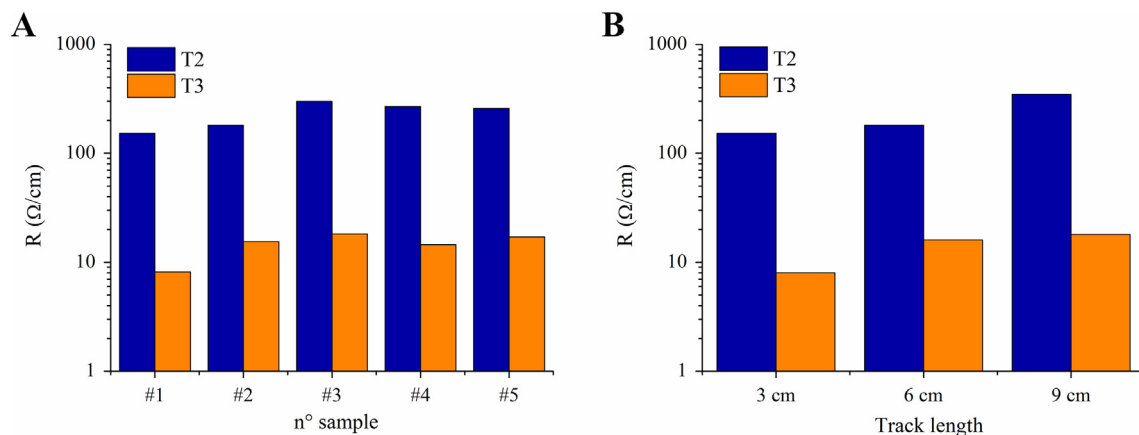 A
1000
100
10
1
R (Ω/cm)
T2
T3
#1 #2 #3 #4 #5
n° sample
B
1000
100
10
1
R (Ω/cm)
T2
T3
3 cm 6 cm 9 cm
Track length